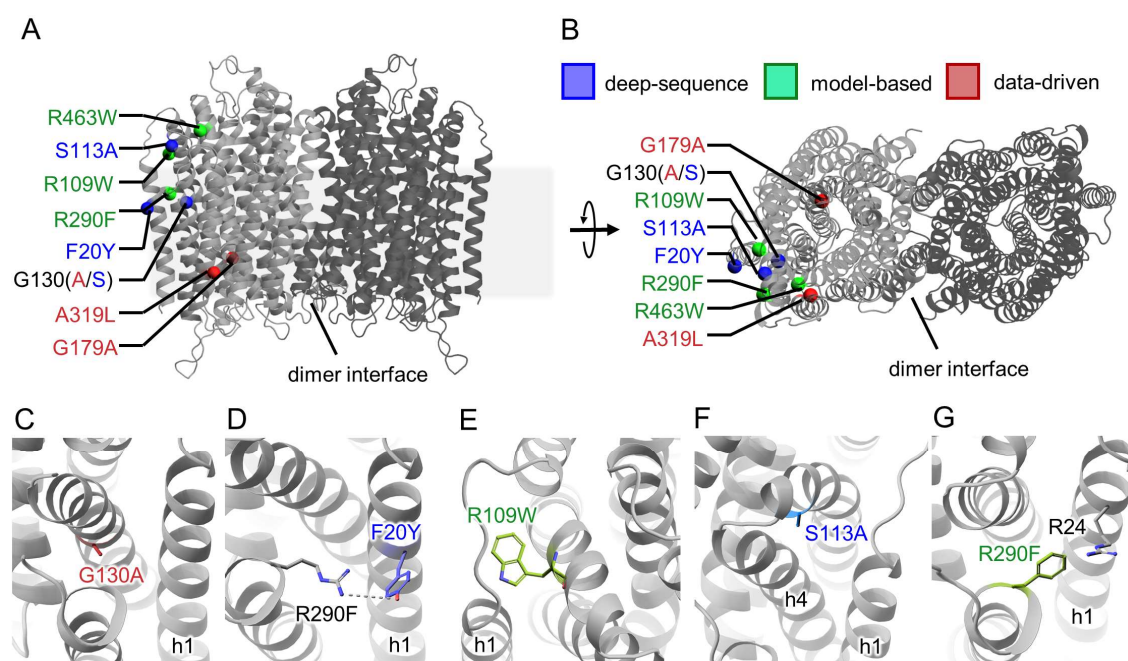 A
R463W
S113A
R109W
R290F
F20Y
G130(A/S)
A319L
G179A
dimer interface
B
deep-sequence
model-based
data-driven
G179A
G130(A/S)
R109W
S113A
F20Y
R290F
R463W
A319L
dimer interface
C
G130A
h1
D
F20Y
R290F
h1
E
R109W
h1
F
S113A
h4
h1
G
R24
R290F
h1